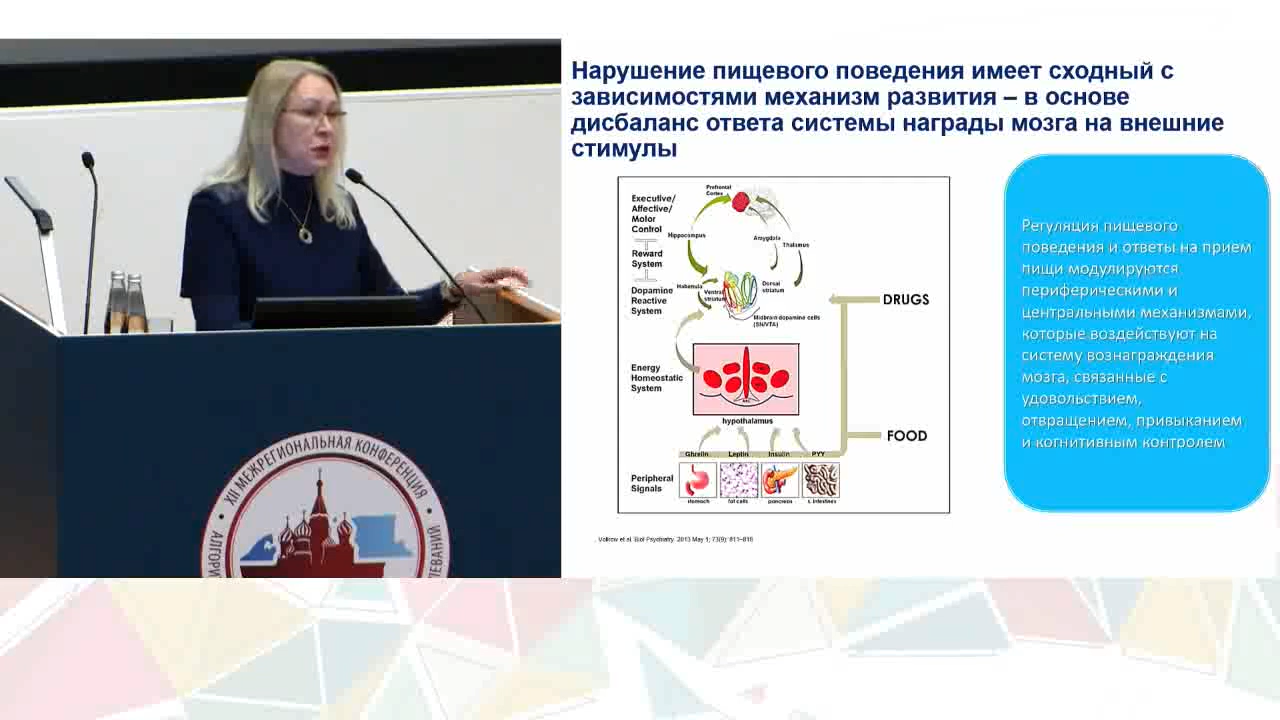 Нарушение пищевого поведения имеет сходный с
зависимостями механизм развития – в основе
дисбаланс ответа системы награды мозга на внешние
стимулы
Executive/
Affective/
Motor
Control
Reward
System
Dopamine
Reactive
System
Energy
Homeostatic
System
Peripheral
Signals
Prefrontal
Cortex
Hippocampus
Amygdala
Thalamus
Habenula
Ventral
striatum
Dorsal
striatum
Midbrain dopamine cells
(SN/VTA)
hypothalamus
Ghrelin
Leptin
Insulin
PYY
stomach
fat cells
pancreas
s. intestines
DRUGS
FOOD
Регуляция пищевого
поведения и ответы на прием
пищи модулируются
периферическими и
центральными механизмами,
которые воздействуют на
систему вознаграждения
мозга, связанные с
удовольствием,
отвращением, привыканием
и когнитивным контролем
. Volkow et al. Biol Psychiatry. 2013 May 1; 73(9): 811–818
XII МЕЖРЕГИОНАЛЬНАЯ КОНФЕРЕНЦИЯ